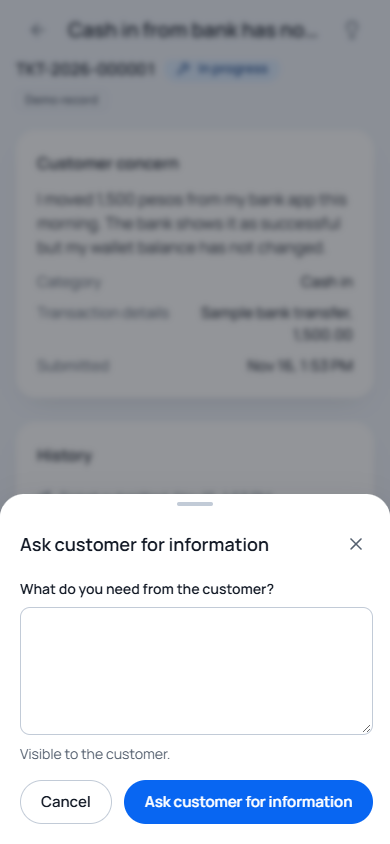 Cash in from bank has no...
TKT-2026-000001
In progress
Demo record
Customer concern
I moved 1,500 pesos from my bank app this
morning. The bank shows it as successful
but my wallet balance has not changed.
Category
Cash in
Transaction details
Sample bank transfer,
1,500.00
Submitted
Nov 16, 1:53 PM
History
Ask customer for information
What do you need from the customer?
Visible to the customer.
Cancel
Ask customer for information